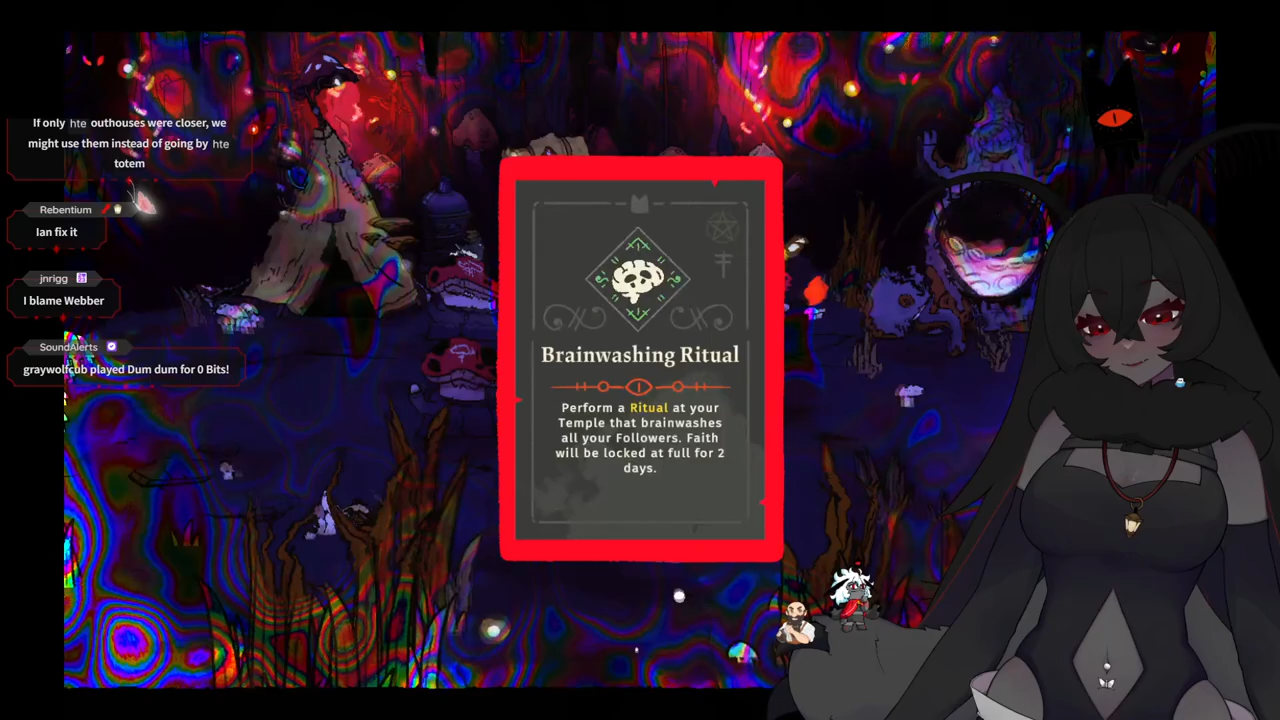 If only hte outhouses were closer, we
might use them instead of going by hte
totem
Rebentium
Ian fix it
jnrigg
I blame Webber
SoundAlerts
graywolfcub played Dum dum for 0 Bits!
Brainwashing Ritual
Perform a Ritual at your
Temple that brainwashes
all your Followers. Faith
will be locked at full for 2
days.